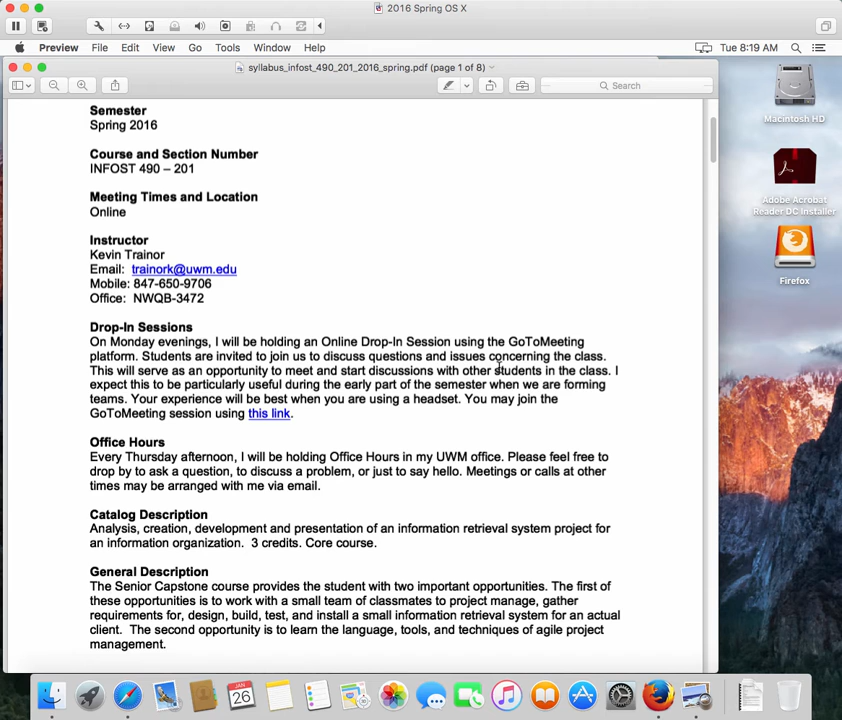 2016 Spring OS X
Preview File Edit View Go Tools Window Help Tue 8:19 AM
syllabus_infost_490_201_2016_spring.pdf (page 1 of 8)
Search
Semester
Spring 2016
Course and Section Number
INFOST 490 – 201
Meeting Times and Location
Online
Instructor
Kevin Trainor
Email: trainork@uwm.edu
Mobile: 847-650-9706
Office: NWQB-3472
Drop-In Sessions
On Monday evenings, I will be holding an Online Drop-In Session using the GoToMeeting
platform. Students are invited to join us to discuss questions and issues concerning the class.
This will serve as an opportunity to meet and start discussions with other students in the class. I
expect this to be particularly useful during the early part of the semester when we are forming
teams. Your experience will be best when you are using a headset. You may join the
GoToMeeting session using this link.
Office Hours
Every Thursday afternoon, I will be holding Office Hours in my UWM office. Please feel free to
drop by to ask a question, to discuss a problem, or just to say hello. Meetings or calls at other
times may be arranged with me via email.
Catalog Description
Analysis, creation, development and presentation of an information retrieval system project for
an information organization. 3 credits. Core course.
General Description
The Senior Capstone course provides the student with two important opportunities. The first of
these opportunities is to work with a small team of classmates to project manage, gather
requirements for, design, build, test, and install a small information retrieval system for an actual
client. The second opportunity is to learn the language, tools, and techniques of agile project
management.
Macintosh HD
Adobe Acrobat
Reader DC Installer
Firefox
JAN
26